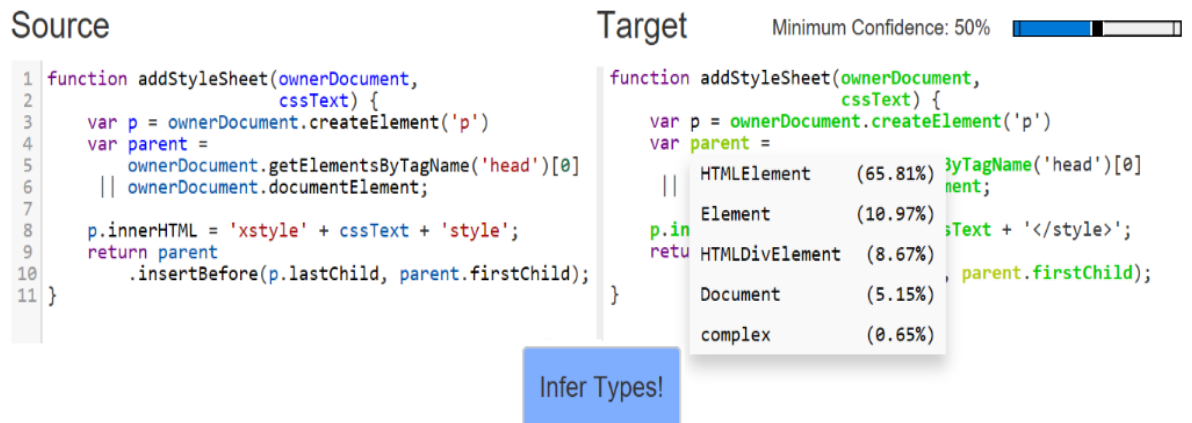 Source
Target
Minimum Confidence: 50%
1 function addStyleSheet(ownerDocument,
2 cssText) {
3 var p = ownerDocument.createElement('p')
4 var parent =
5 ownerDocument.getElementsByTagName('head')[0]
6 || ownerDocument.documentElement;
7
8 p.innerHTML = 'xstyle' + cssText + 'style';
9 return parent
10 .insertBefore(p.lastChild, parent.firstChild);
11 }
function addStyleSheet(ownerDocument,
cssText) {
var p = ownerDocument.createElement('p')
var parent =
ByTagName('head')[0]
|| ment;
p.in sText + '</style>';
retu
, parent.firstChild);
}
HTMLElement (65.81%)
Element (10.97%)
HTMLDivElement (8.67%)
Document (5.15%)
complex (0.65%)
Infer Types!